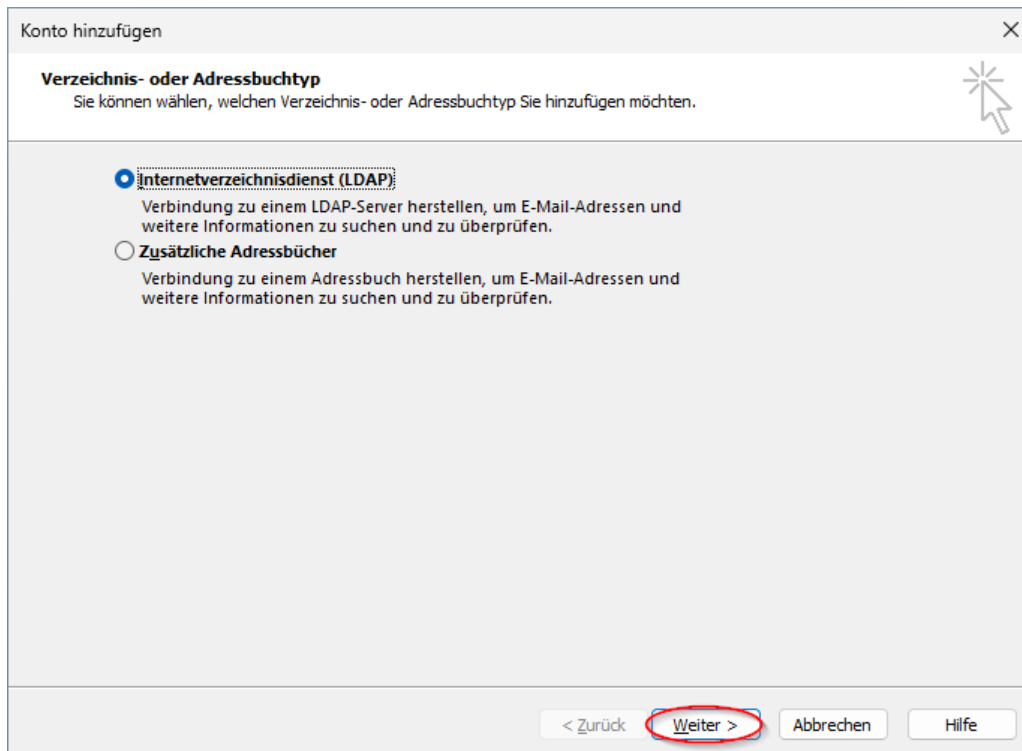 Konto hinzufügen
Verzeichnis- oder Adressbuchtyp
Sie können wählen, welchen Verzeichnis- oder Adressbuchtyp Sie hinzufügen möchten.
Internetverzeichnisdienst (LDAP)
Verbindung zu einem LDAP-Server herstellen, um E-Mail-Adressen und
weitere Informationen zu suchen und zu überprüfen.
Zusätzliche Adressbücher
Verbindung zu einem Adressbuch herstellen, um E-Mail-Adressen und
weitere Informationen zu suchen und zu überprüfen.
< Zurück Weiter > Abbrechen Hilfe